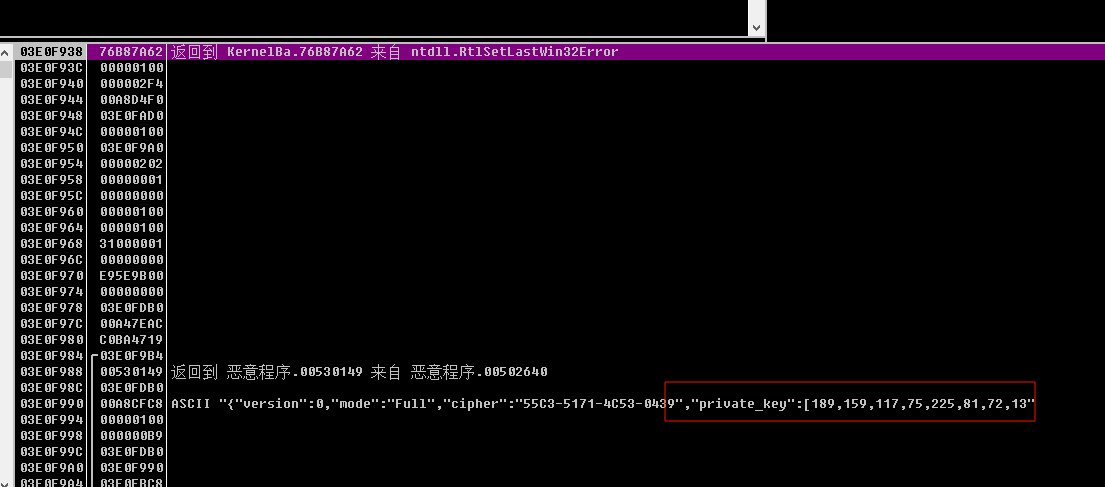 03E0F938 76B87A62 返回到 KernelBa.76B87A62 来自 ntdll.RtlSetLastWin32Error
03E0F93C 00000100
03E0F940 000002F4
03E0F944 00A8D4F0
03E0F948 03E0FAD0
03E0F94C 00000100
03E0F950 03E0F9A0
03E0F954 00000202
03E0F958 00000001
03E0F95C 00000000
03E0F960 00000100
03E0F964 00000100
03E0F968 31000001
03E0F96C 00000000
03E0F970 E95E9B00
03E0F974 00000000
03E0F978 03E0FDB0
03E0F97C 00A47EAC
03E0F980 C0BA4719
03E0F984 03E0F9B4
03E0F988 00530149 返回到 恶意程序.00530149 来自 恶意程序.00502640
03E0F98C 03E0FDB0
03E0F990 00A8CFC8 ASCII "{"version":0,"mode":"Full","cipher":"55C3-5171-4C53-0439","private_key":[189,159,117,75,225,81,72,13"
03E0F994 00000100
03E0F998 000000B9
03E0F99C 03E0FDB0
03E0F9A0 03E0F990
03E0F9A4 03E0FBC8